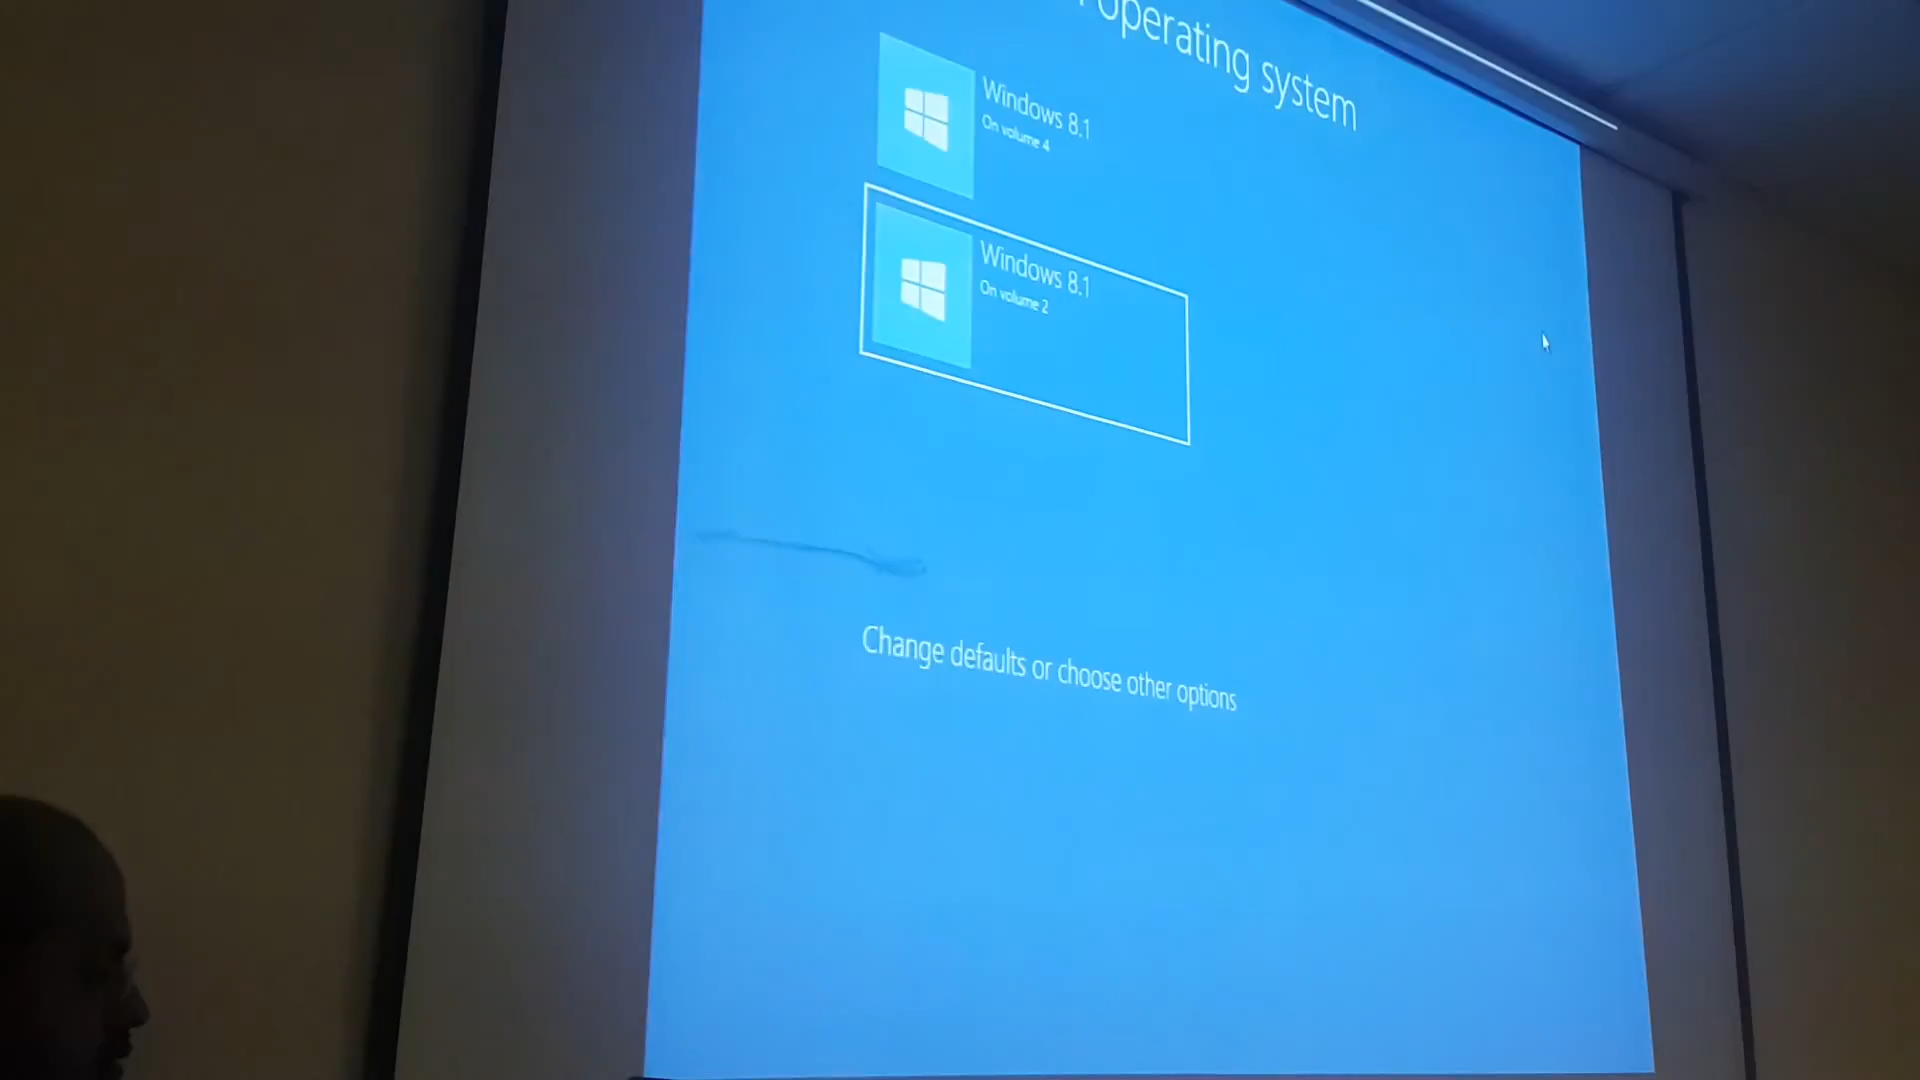 operating system
Windows 8.1
On volume 4
Windows 8.1
On volume 2
Change defaults or choose other options